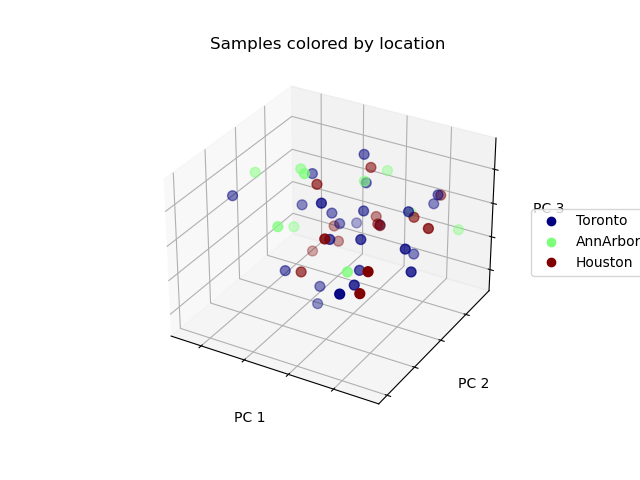 Samples colored by location
PC 3
Toronto
AnnArbor
Houston
PC 2
PC 1